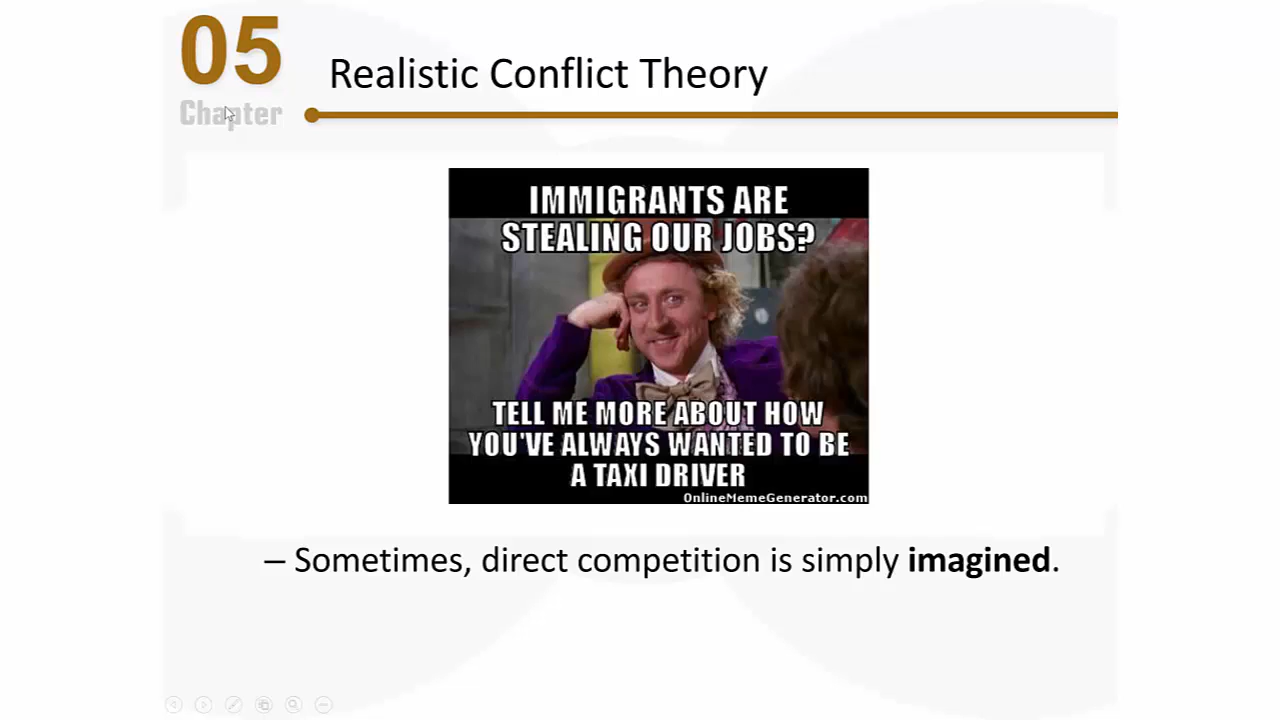 05
Chapter
Realistic Conflict Theory
IMMIGRANTS ARE
STEALING OUR JOBS?
TELL ME MORE ABOUT HOW
YOU'VE ALWAYS WANTED TO BE
A TAXI DRIVER
OnlineMemeGenerator.com
– Sometimes, direct competition is simply imagined.